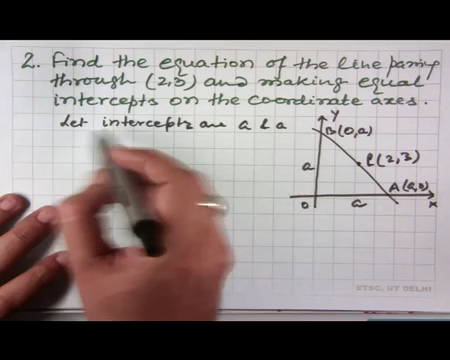 2. Find the equation of the line passing
through (2,3) and making equal
intercepts on the coordinate axes.
Let intercepts are a & a
Y
B(0,a)
a
P(2,3)
A(a,0)
O
a
X
ETSC, IIT DELHI